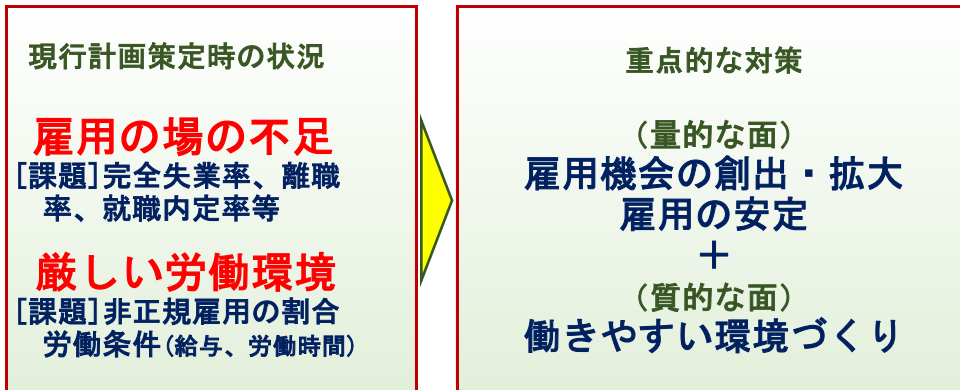 現行計画策定時の状況
雇用の場の不足
[課題]完全失業率、離職
率、就職内定率等
厳しい労働環境
[課題]非正規雇用の割合
労働条件(給与、労働時間)
重点的な対策
(量的な面)
雇用機会の創出・拡大
雇用の安定
+
(質的な面)
働きやすい環境づくり